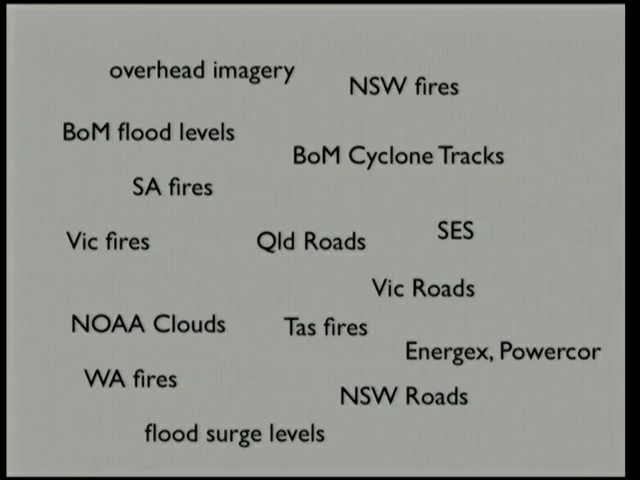 overhead imagery
NSW fires
BoM flood levels
BoM Cyclone Tracks
SA fires
SES
Vic fires
Qld Roads
Vic Roads
NOAA Clouds
Tas fires
Energex, Powercor
WA fires
NSW Roads
flood surge levels